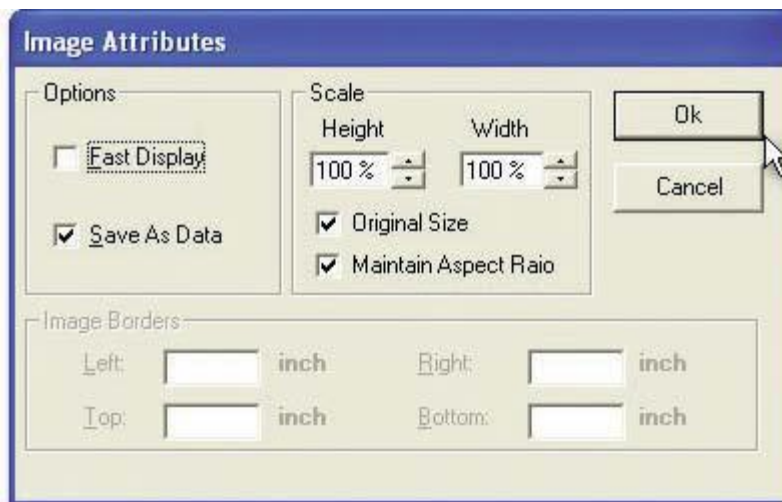 Image Attributes
Options
Fast Display
Save As Data
Scale
Height Width
100 % 100 %
Original Size
Maintain Aspect Raio
Ok
Cancel
Image Borders
Left: inch Right: inch
Top: inch Bottom: inch